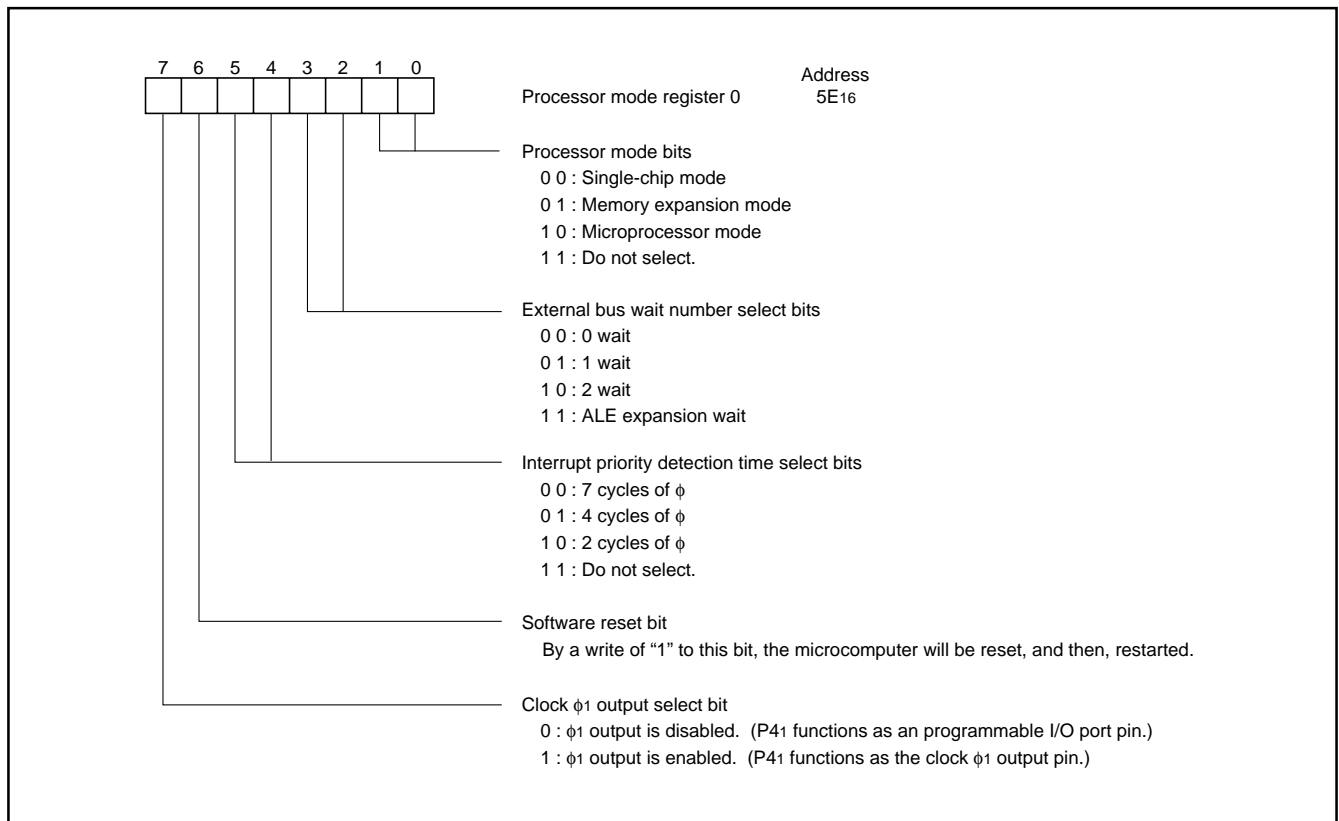 7 6 5 4 3 2 1 0
Address
Processor mode register 0 5E16
Processor mode bits
0 0 : Single-chip mode
0 1 : Memory expansion mode
1 0 : Microprocessor mode
1 1 : Do not select.
External bus wait number select bits
0 0 : 0 wait
0 1 : 1 wait
1 0 : 2 wait
1 1 : ALE expansion wait
Interrupt priority detection time select bits
0 0 : 7 cycles of ϕ
0 1 : 4 cycles of ϕ
1 0 : 2 cycles of ϕ
1 1 : Do not select.
Software reset bit
By a write of “1” to this bit, the microcomputer will be reset, and then, restarted.
Clock ϕ1 output select bit
0 : ϕ1 output is disabled. (P41 functions as an programmable I/O port pin.)
1 : ϕ1 output is enabled. (P41 functions as the clock ϕ1 output pin.)